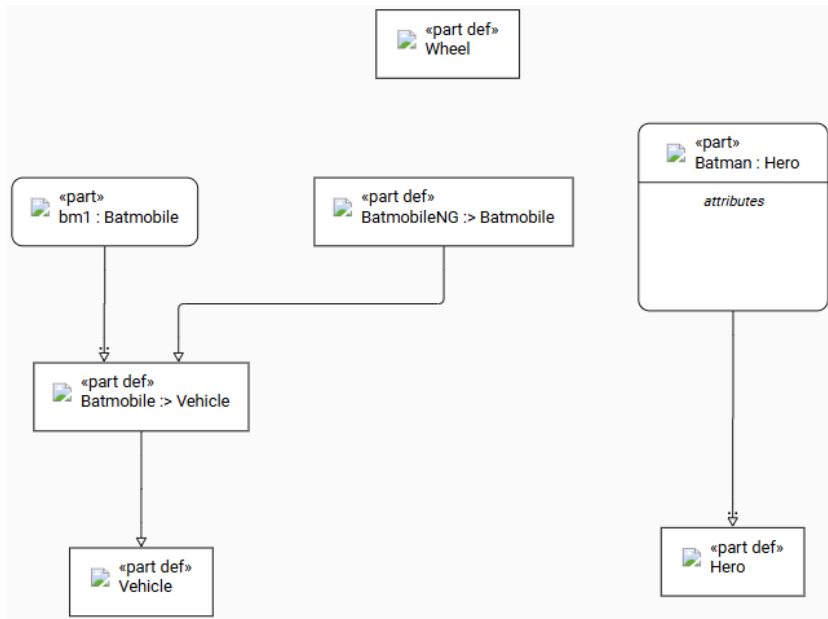 «part def»
Wheel
«part»
Batman : Hero
attributes
«part»
bm1 : Batmobile
«part def»
BatmobileNG :> Batmobile
«part def»
Batmobile :> Vehicle
«part def»
Vehicle
«part def»
Hero